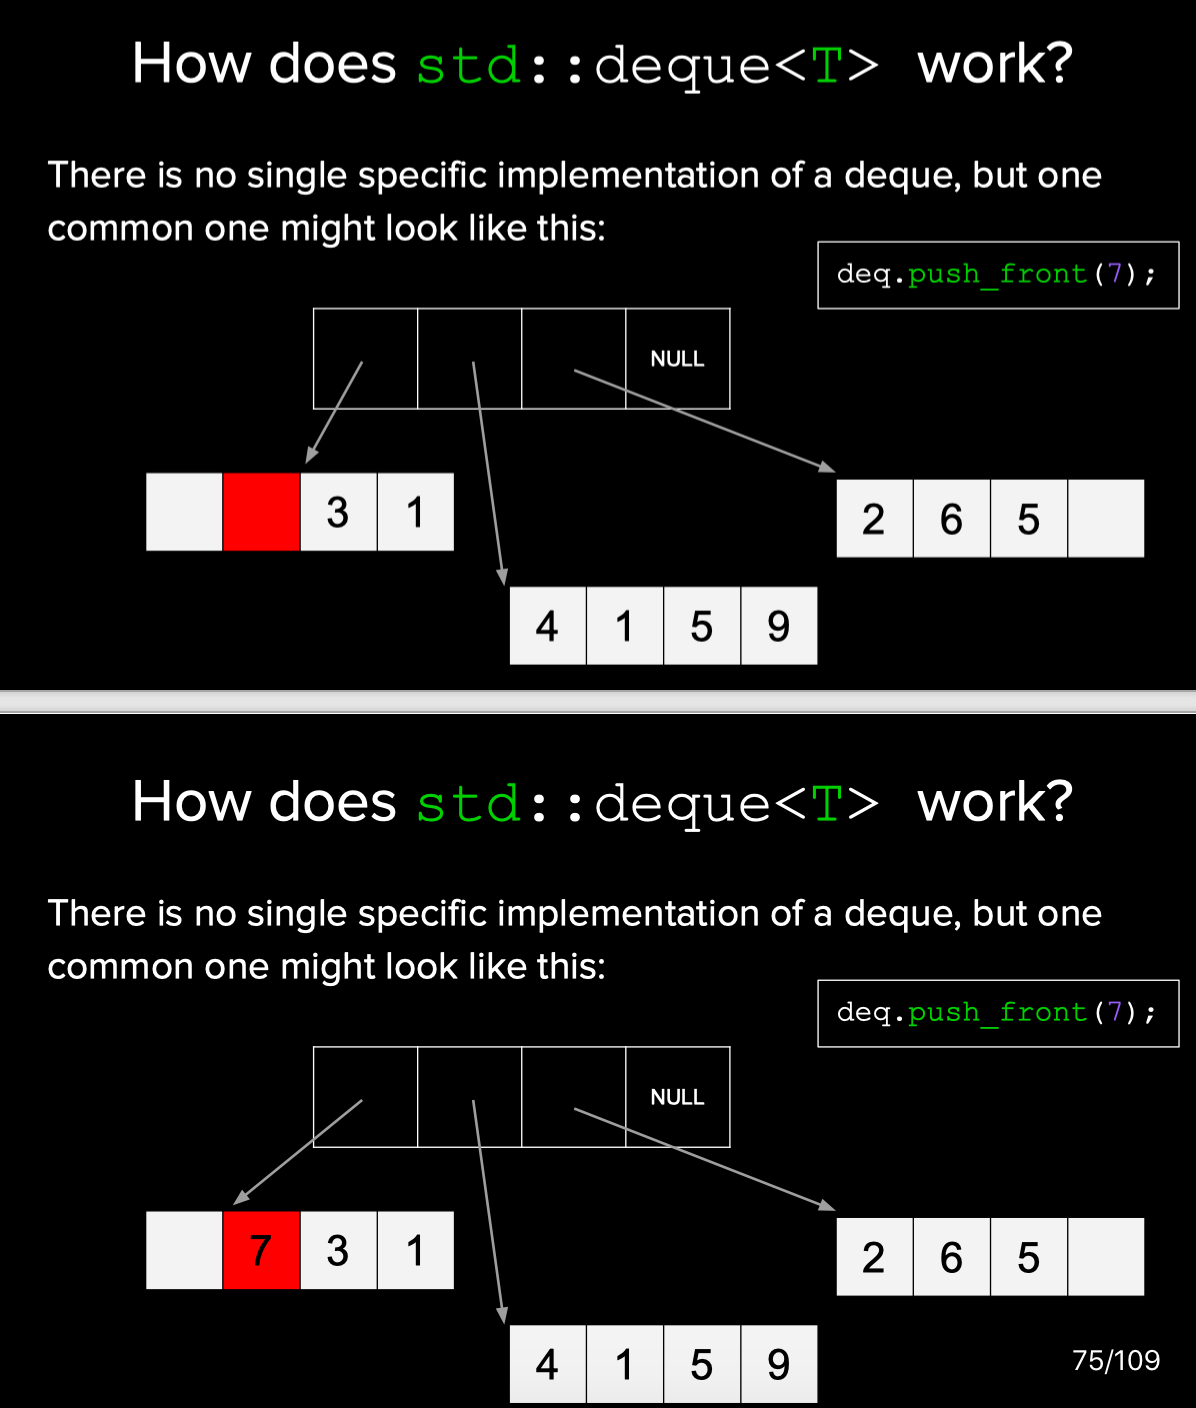 How does std::deque<T> work?
There is no single specific implementation of a deque, but one
common one might look like this:
deq.push_front(7);
NULL
3 1
2 6 5
4 1 5 9
How does std::deque<T> work?
There is no single specific implementation of a deque, but one
common one might look like this:
deq.push_front(7);
NULL
7 3 1
2 6 5
4 1 5 9
75/109